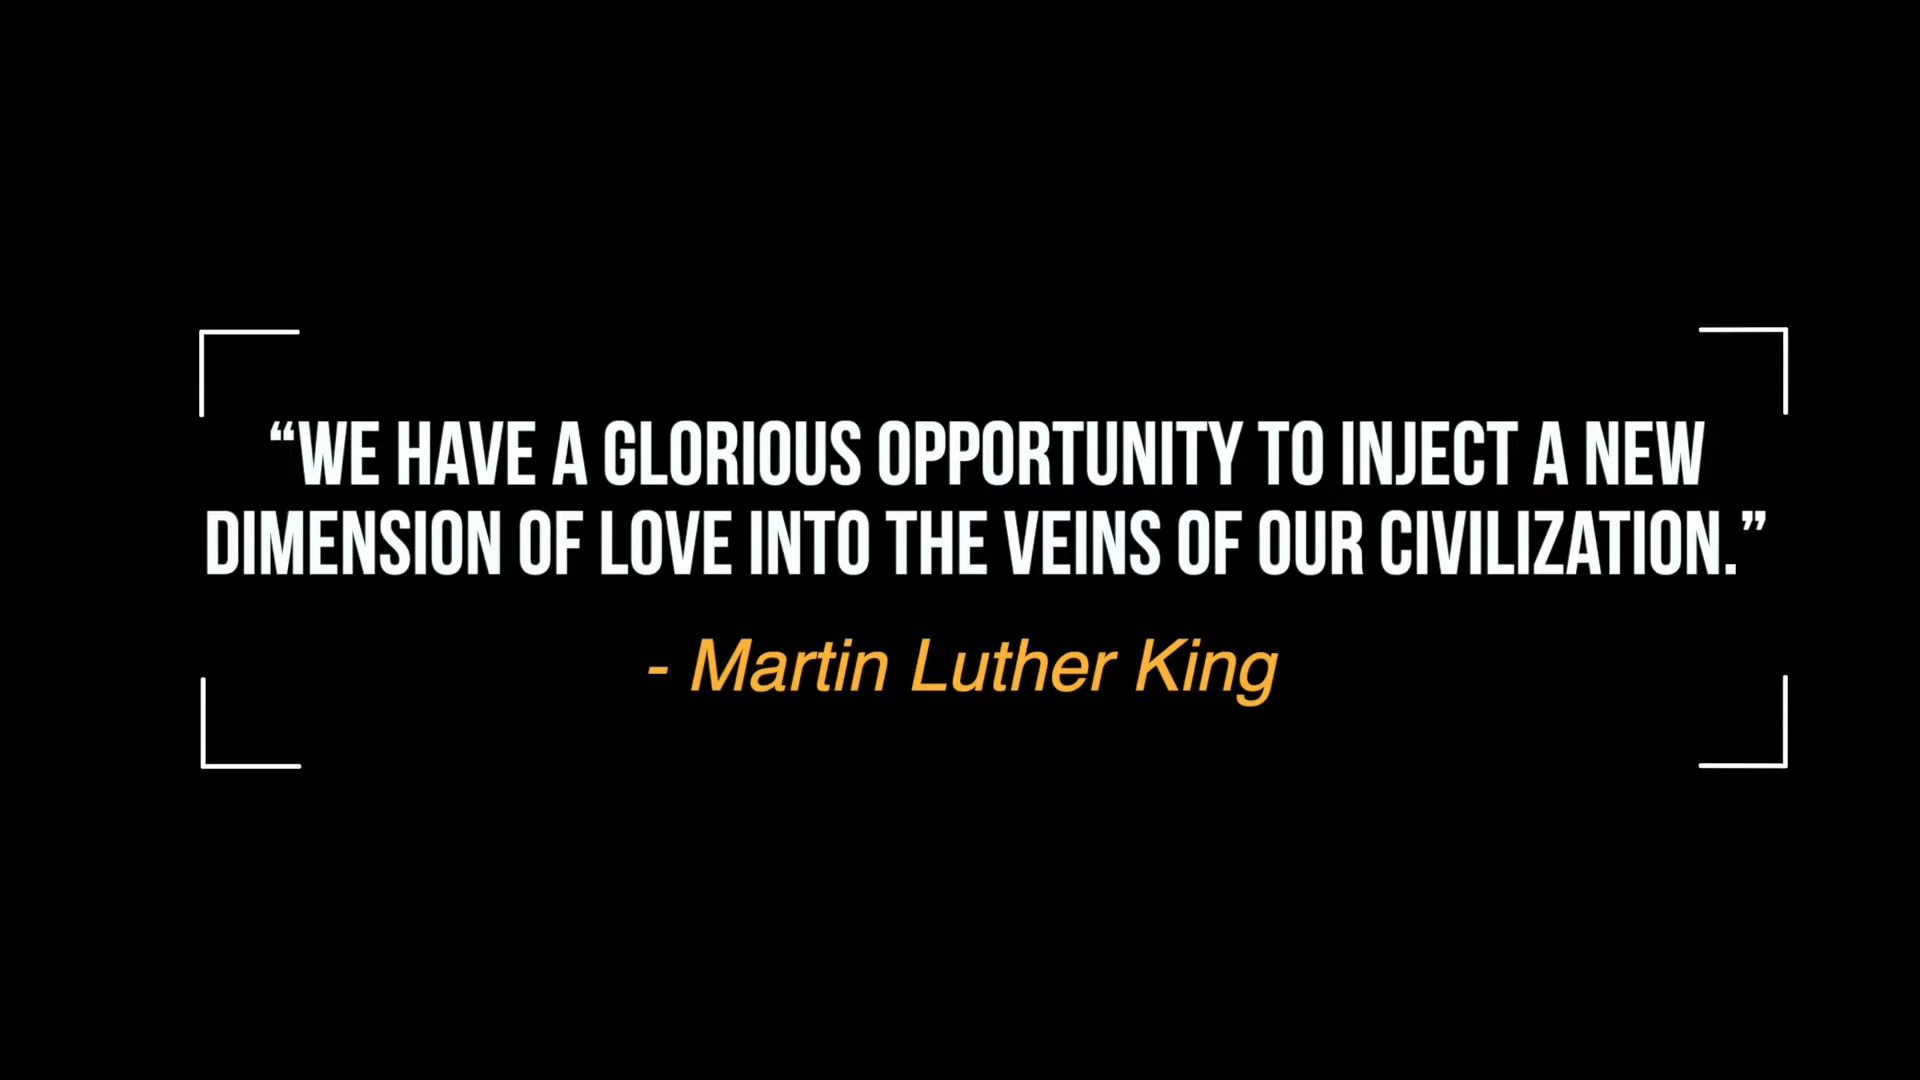 “WE HAVE A GLORIOUS OPPORTUNITY TO INJECT A NEW
DIMENSION OF LOVE INTO THE VEINS OF OUR CIVILIZATION.”
- Martin Luther King